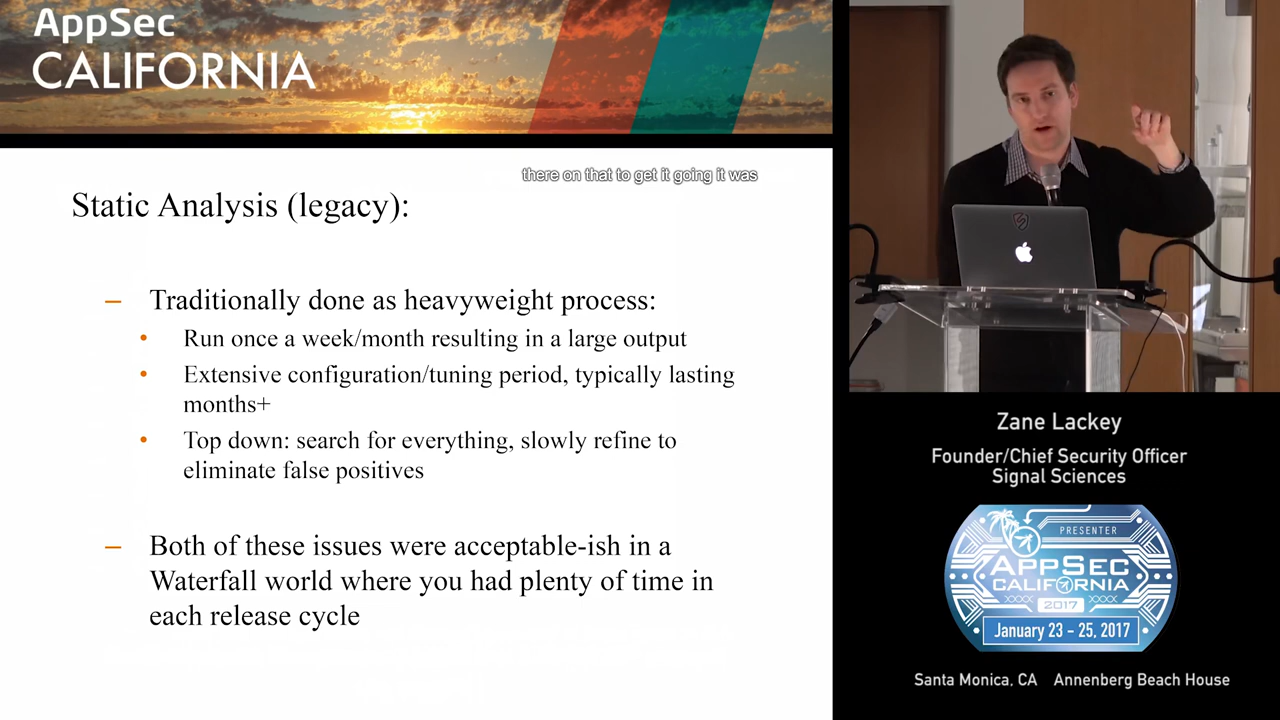 AppSec
CALIFORNIA
there on that to get it going it was
Static Analysis (legacy):
– Traditionally done as heavyweight process:
• Run once a week/month resulting in a large output
• Extensive configuration/tuning period, typically lasting
months+
• Top down: search for everything, slowly refine to
eliminate false positives
– Both of these issues were acceptable-ish in a
Waterfall world where you had plenty of time in
each release cycle
Zane Lackey
Founder/Chief Security Officer
Signal Sciences
PRESENTER
APPSEC
CALIFORNIA
2017
January 23 - 25, 2017
Santa Monica, CA Annenberg Beach House